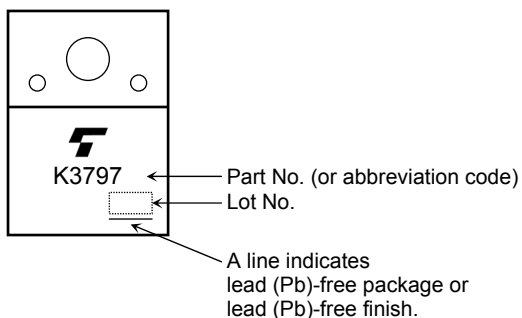 K3797
Part No. (or abbreviation code)
Lot No.
A line indicates
lead (Pb)-free package or
lead (Pb)-free finish.